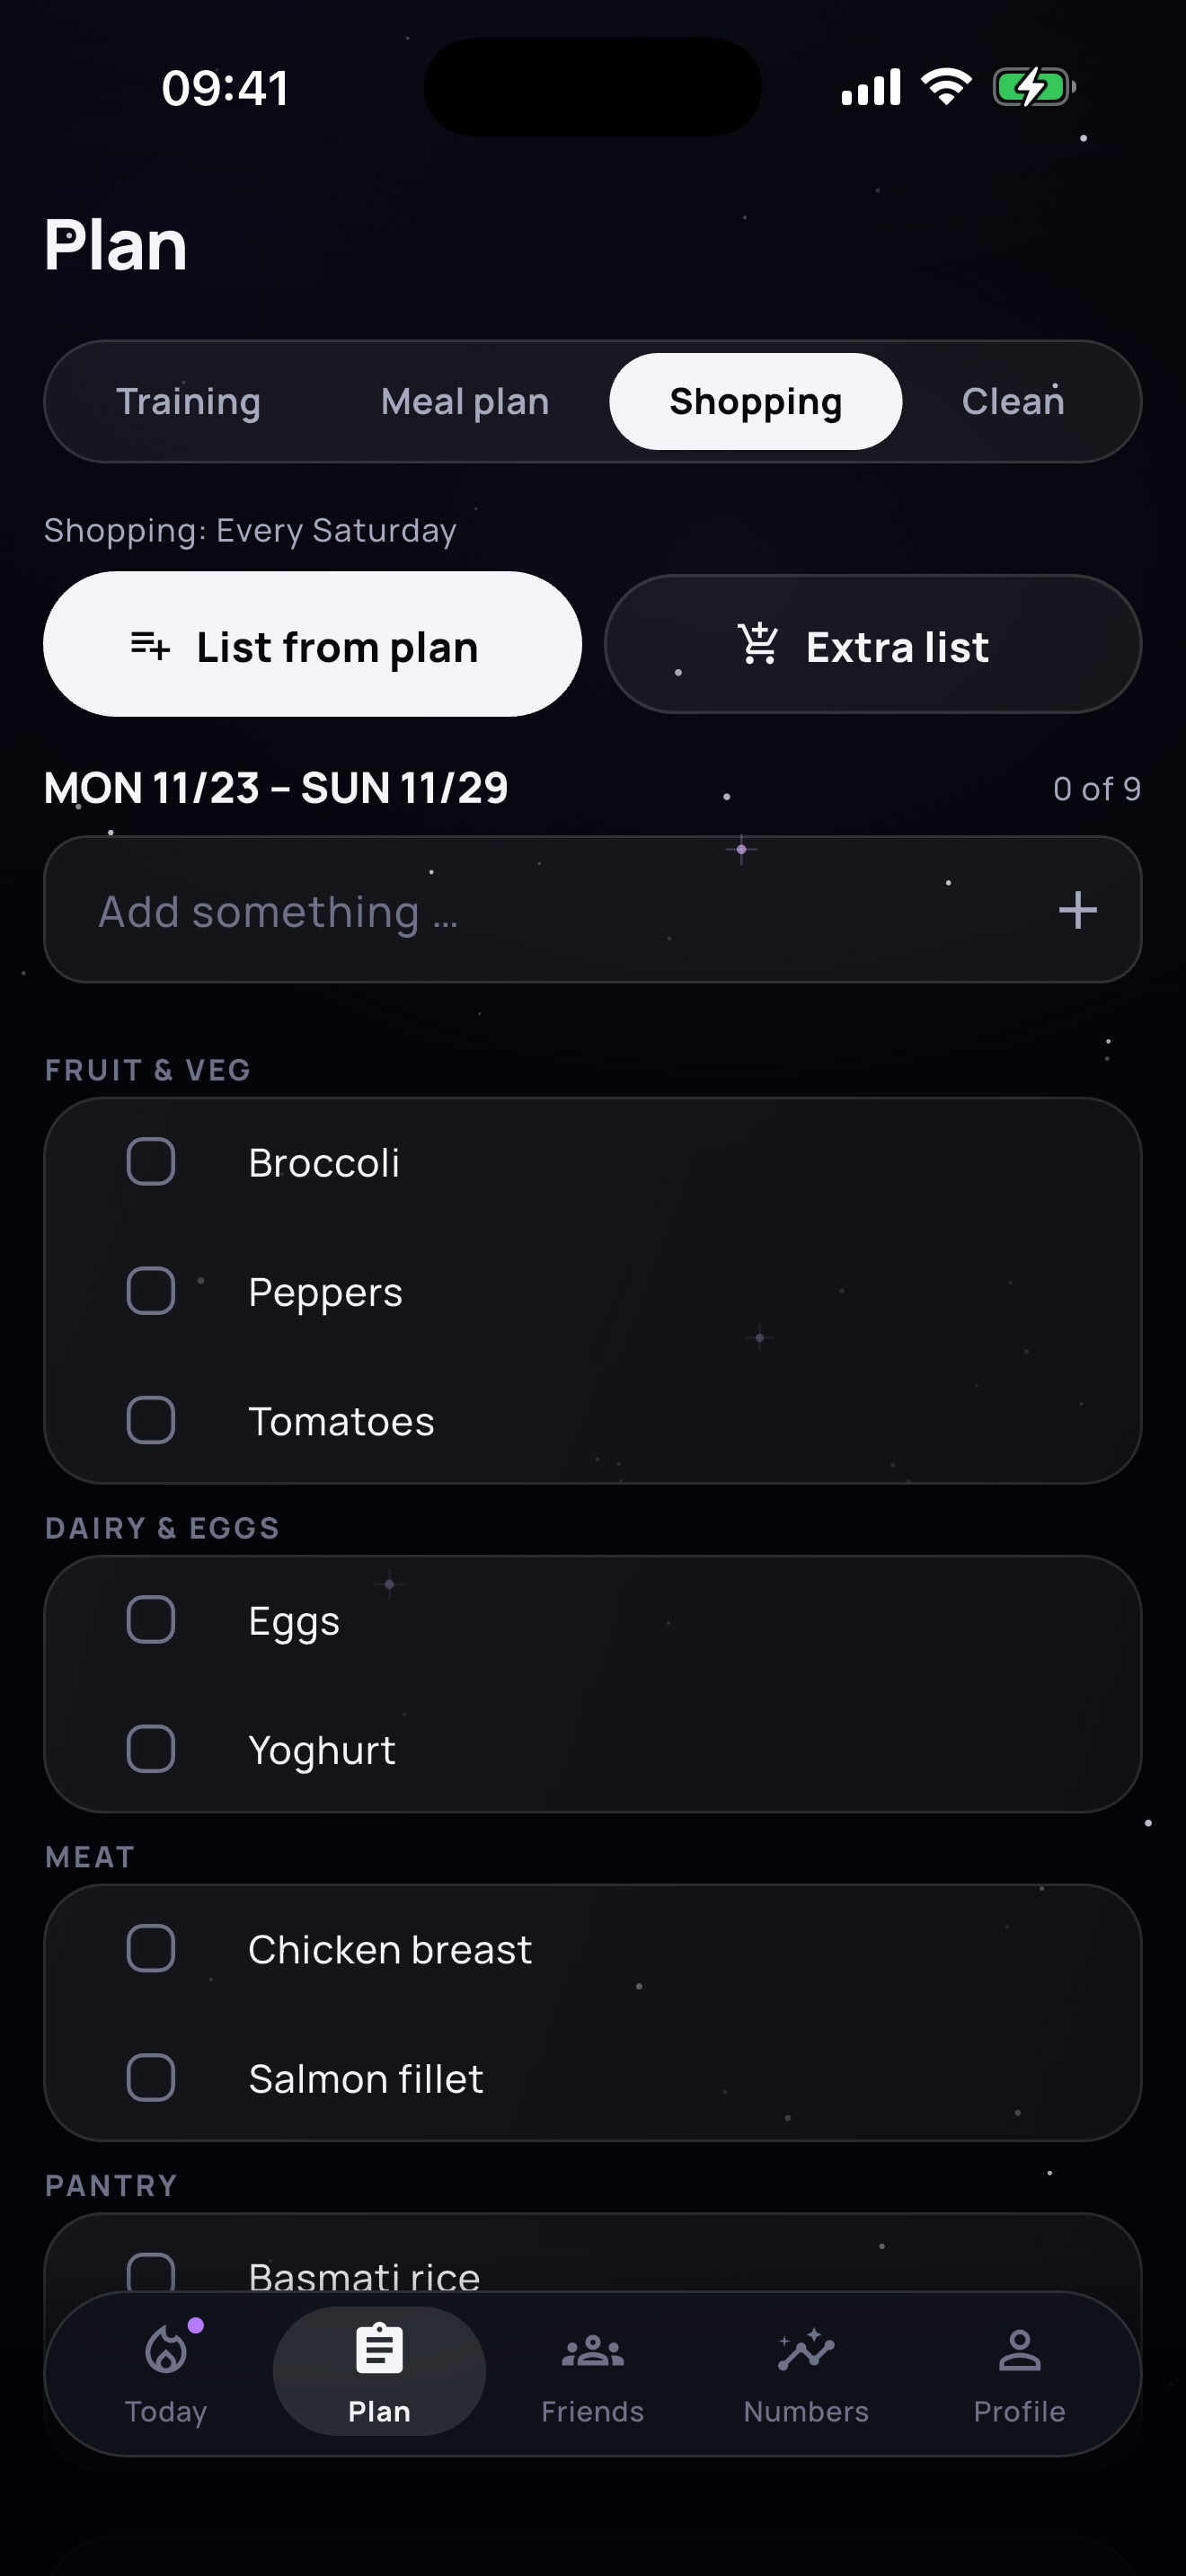 09:41
Plan
Training Meal plan Shopping Clean
Shopping: Every Saturday
List from plan Extra list
MON 11/23 – SUN 11/29 0 of 9
Add something ...
FRUIT & VEG
Broccoli
Peppers
Tomatoes
DAIRY & EGGS
Eggs
Yoghurt
MEAT
Chicken breast
Salmon fillet
PANTRY
Basmati rice
Today Plan Friends Numbers Profile